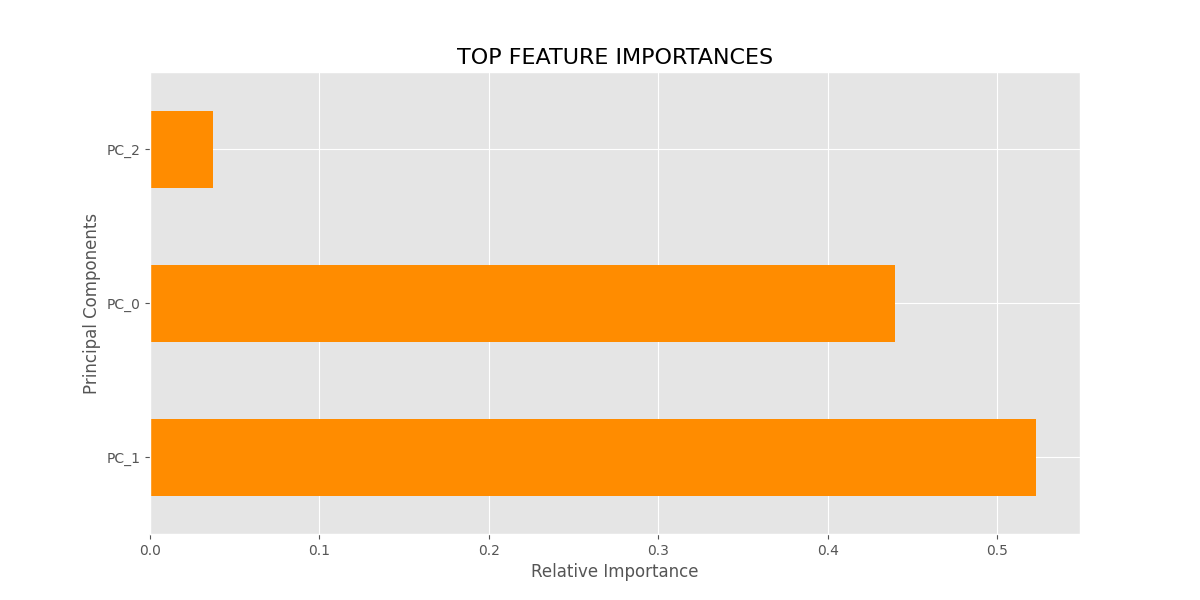 TOP FEATURE IMPORTANCES
Principal Components
PC_2
PC_0
PC_1
0.0 0.1 0.2 0.3 0.4 0.5
Relative Importance